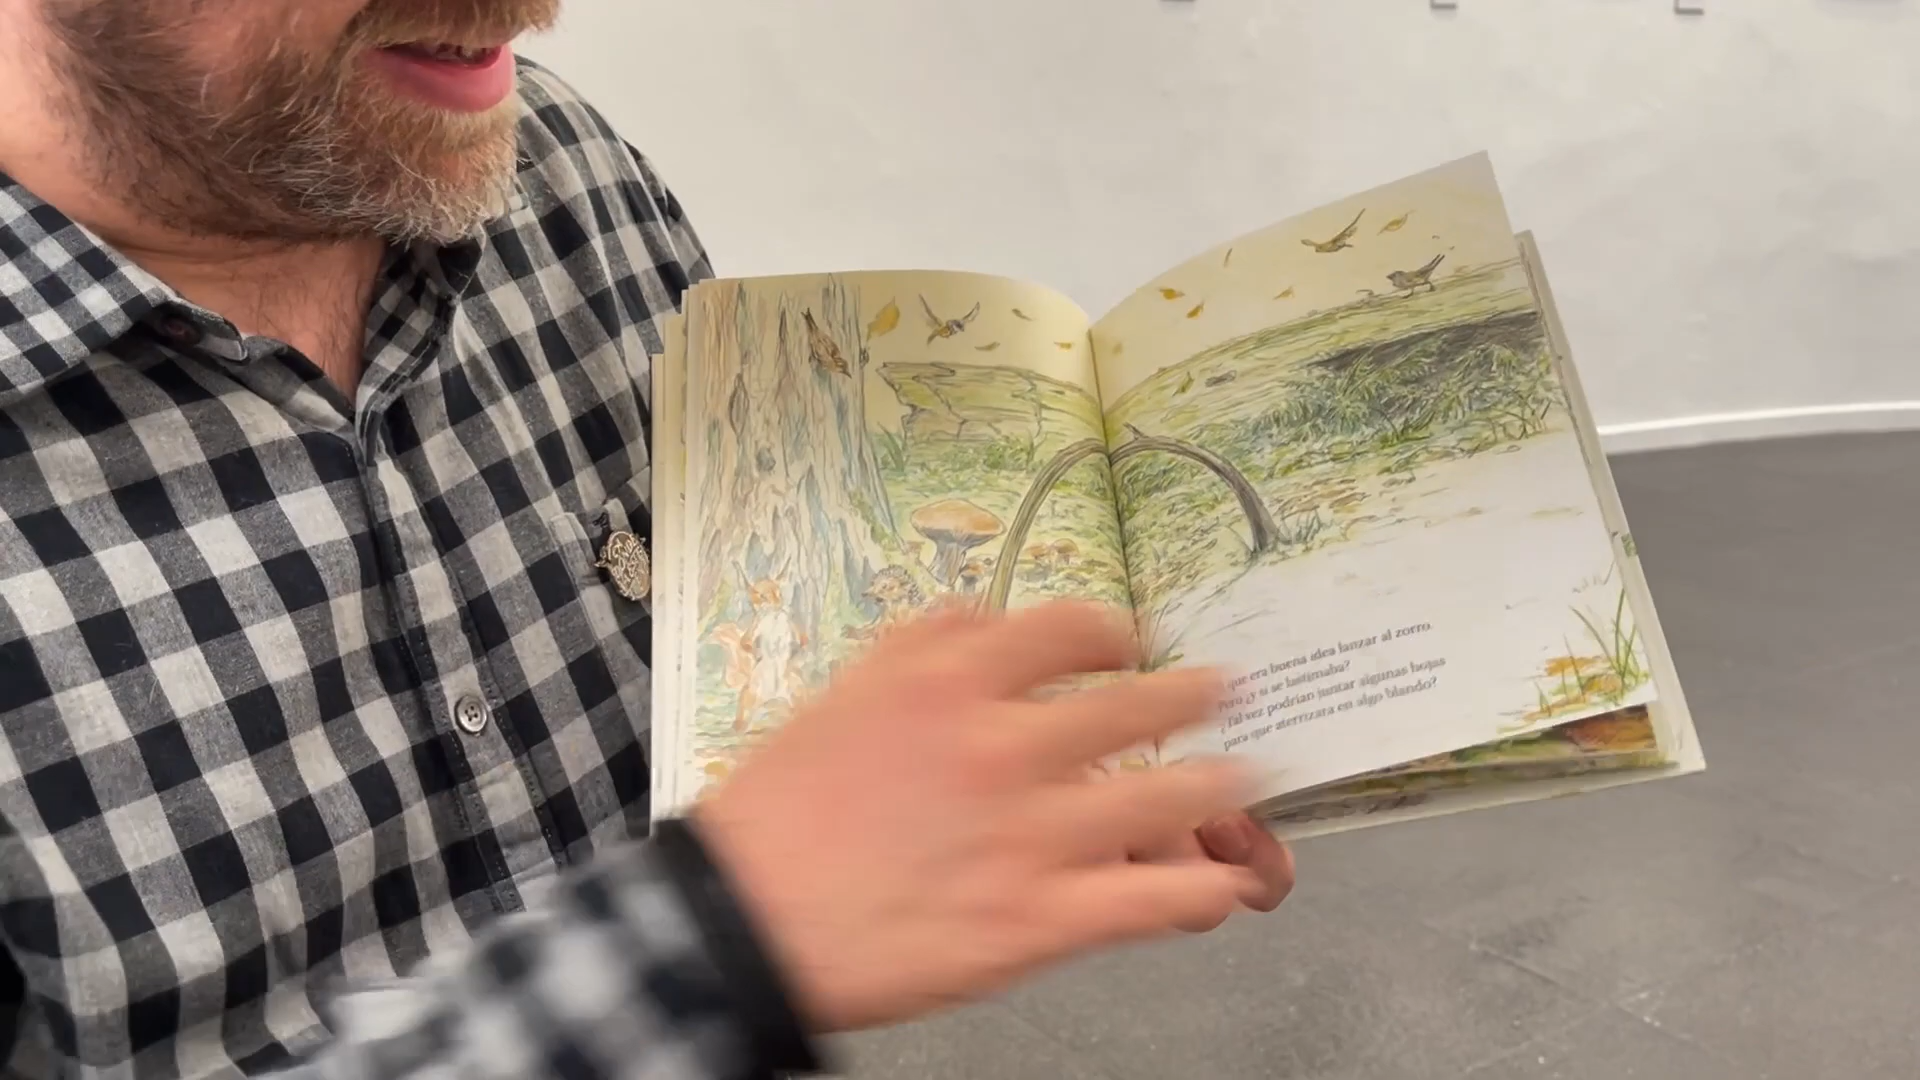 que era buena idea lanzar al zorro.
Pero ¿y si se lastimaba?
¿Tal vez podrían juntar algunas hojas
para que aterrizara en algo blando?